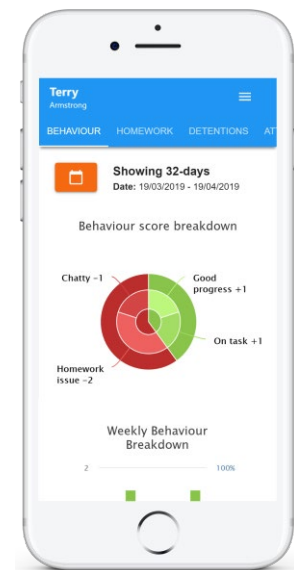 Terry
Armstrong
BEHAVIOUR HOMEWORK DETENTIONS AT
Showing 32-days
Date: 19/03/2019 - 19/04/2019
Behaviour score breakdown
Chatty -1
Good
progress +1
On task +1
Homework
issue -2
Weekly Behaviour
Breakdown
2 100%